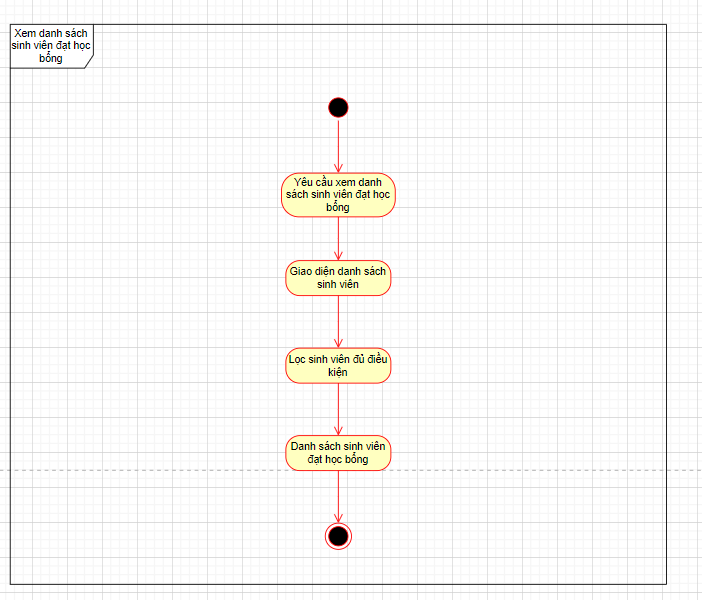 Xem danh sách
sinh viên đạt học
bổng
Yêu cầu xem danh
sách sinh viên đạt học
bổng
Giao diện danh sách
sinh viên
Lọc sinh viên đủ điều
kiện
Danh sách sinh viên
đạt học bổng